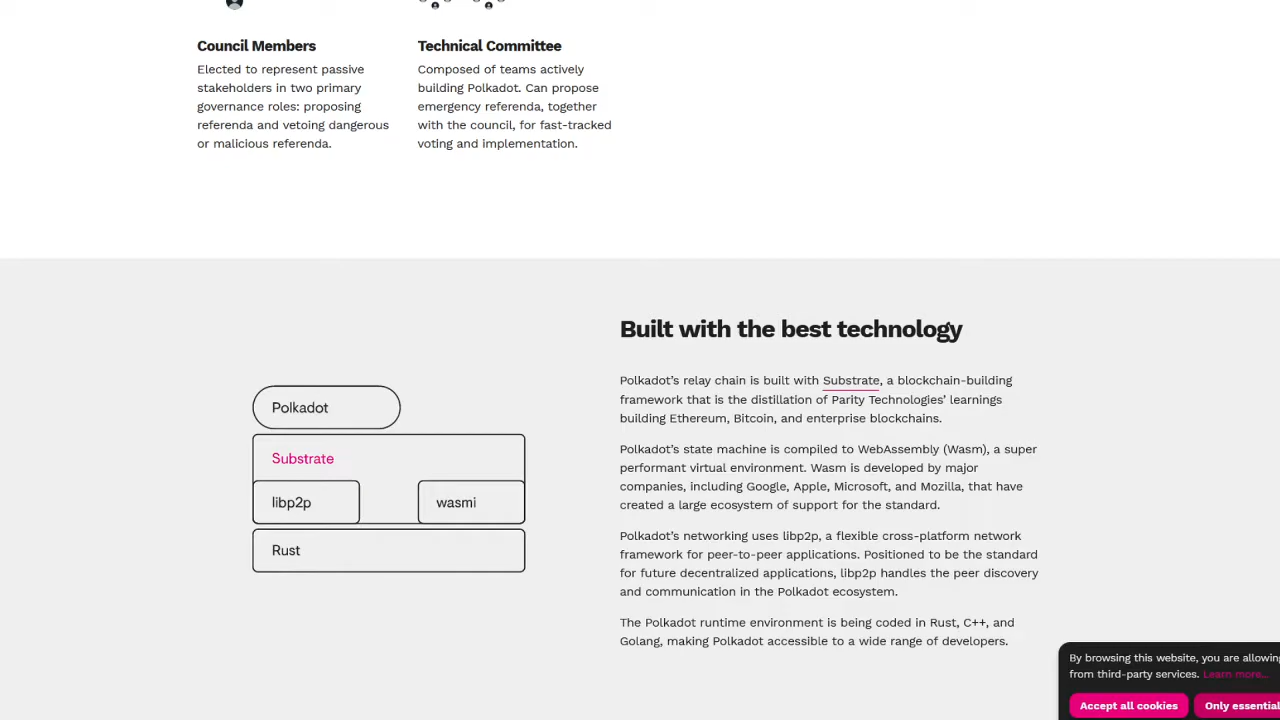 Council Members
Elected to represent passive
stakeholders in two primary
governance roles: proposing
referenda and vetoing dangerous
or malicious referenda.
Technical Committee
Composed of teams actively
building Polkadot. Can propose
emergency referenda, together
with the council, for fast-tracked
voting and implementation.
Polkadot
Substrate
libp2p
wasmi
Rust
Built with the best technology
Polkadot’s relay chain is built with Substrate, a blockchain-building
framework that is the distillation of Parity Technologies’ learnings
building Ethereum, Bitcoin, and enterprise blockchains.
Polkadot’s state machine is compiled to WebAssembly (Wasm), a super
performant virtual environment. Wasm is developed by major
companies, including Google, Apple, Microsoft, and Mozilla, that have
created a large ecosystem of support for the standard.
Polkadot’s networking uses libp2p, a flexible cross-platform network
framework for peer-to-peer applications. Positioned to be the standard
for future decentralized applications, libp2p handles the peer discovery
and communication in the Polkadot ecosystem.
The Polkadot runtime environment is being coded in Rust, C++, and
Golang, making Polkadot accessible to a wide range of developers.
By browsing this website, you are allowing
from third-party services. Learn more...
Accept all cookies
Only essential